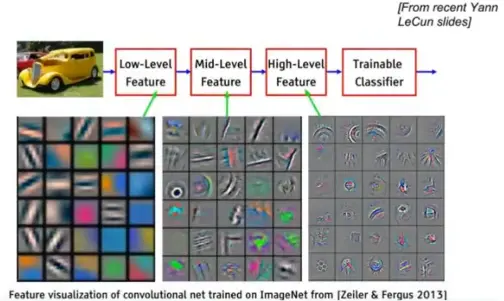 [From recent Yann
LeCun slides]
Low-Level
Feature
Mid-Level
Feature
High-Level
Feature
Trainable
Classifier
Feature visualization of convolutional net trained on ImageNet from [Zeiler & Fergus 2013]